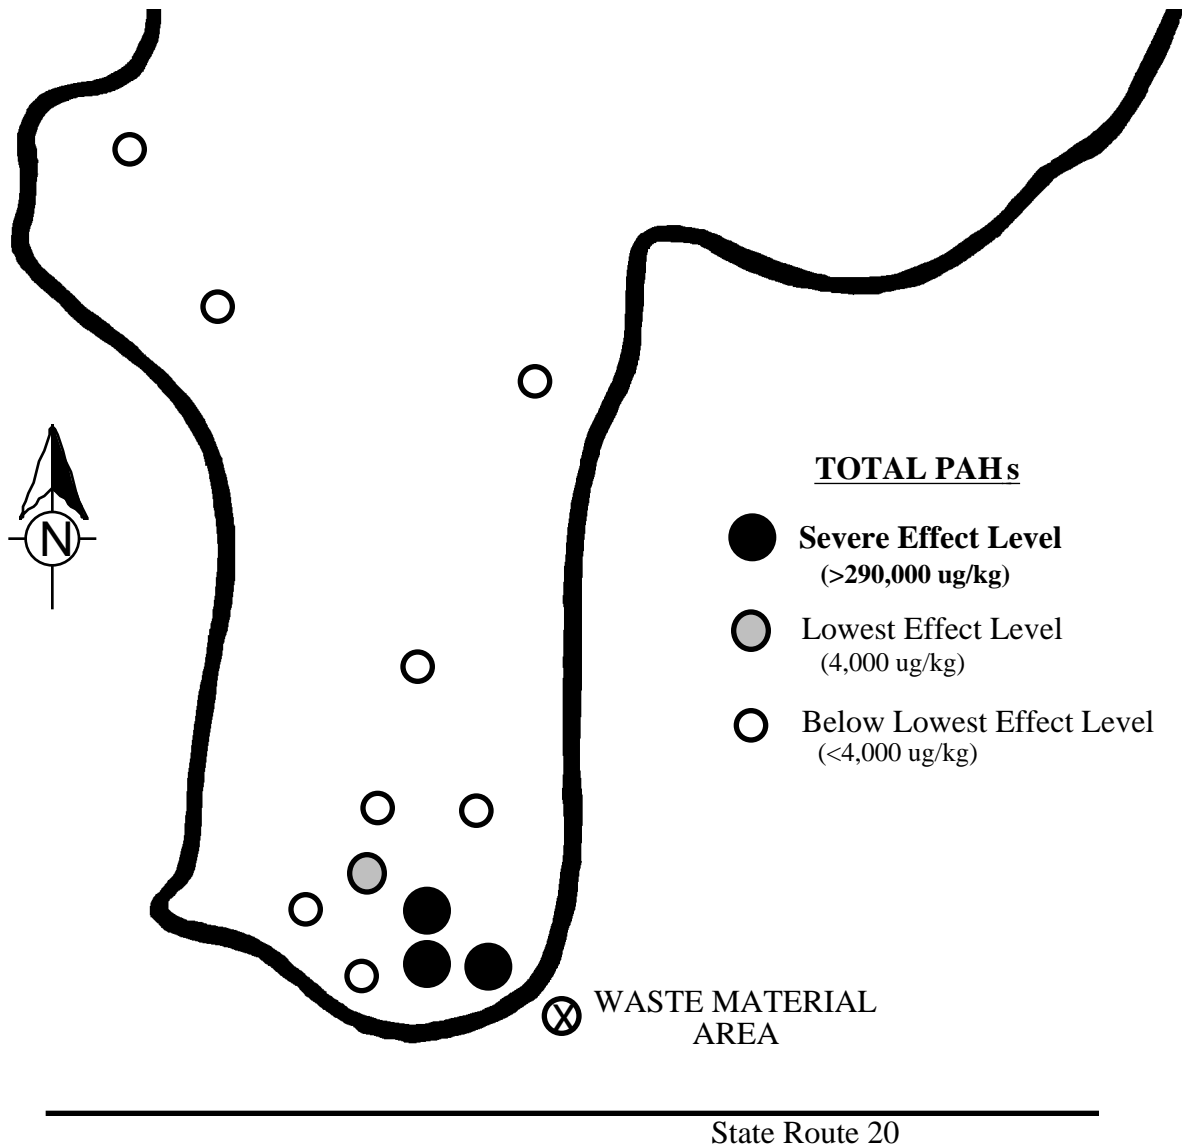 TOTAL PAHs
Severe Effect Level
(>290,000 ug/kg)
N
Lowest Effect Level
(4,000 ug/kg)
Below Lowest Effect Level
(<4,000 ug/kg)
X
WASTE MATERIAL
AREA
State Route 20